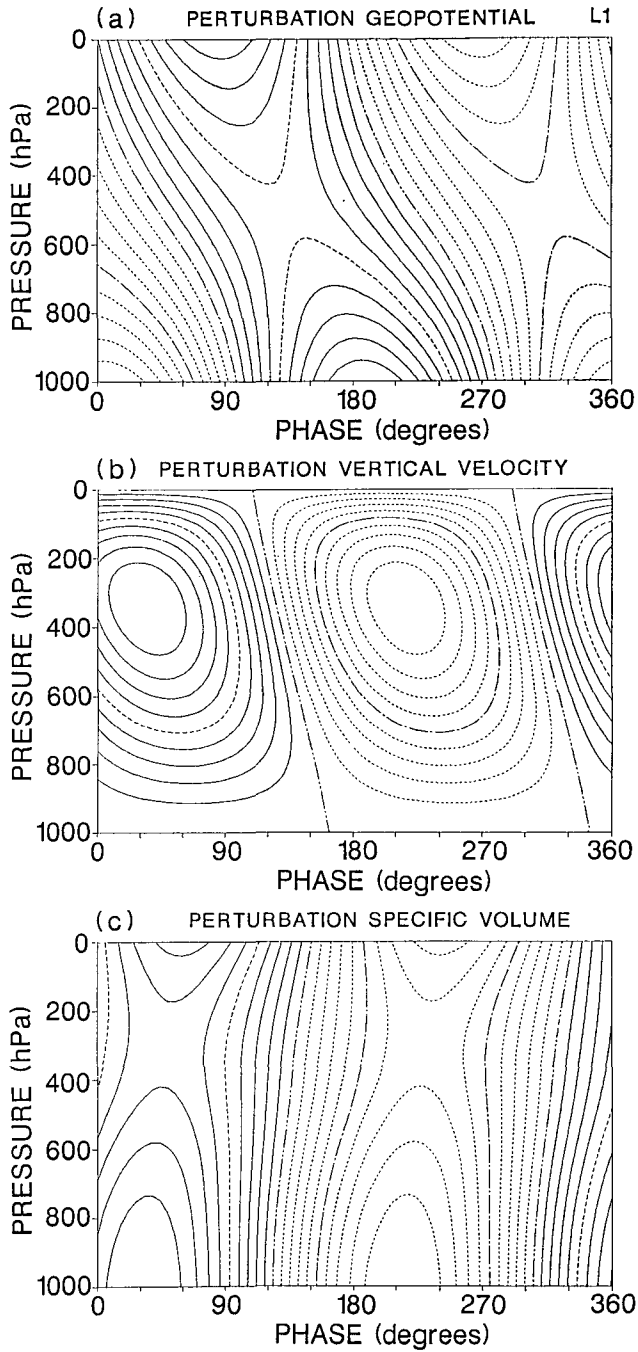 (a) PERTURBATION GEOPOTENTIAL L1
0
200
400
600
800
1000
PRESSURE (hPa)
0 90 180 270 360
PHASE (degrees)
(b) PERTURBATION VERTICAL VELOCITY
0
200
400
600
800
1000
PRESSURE (hPa)
0 90 180 270 360
PHASE (degrees)
(c) PERTURBATION SPECIFIC VOLUME
0
200
400
600
800
1000
PRESSURE (hPa)
0 90 180 270 360
PHASE (degrees)